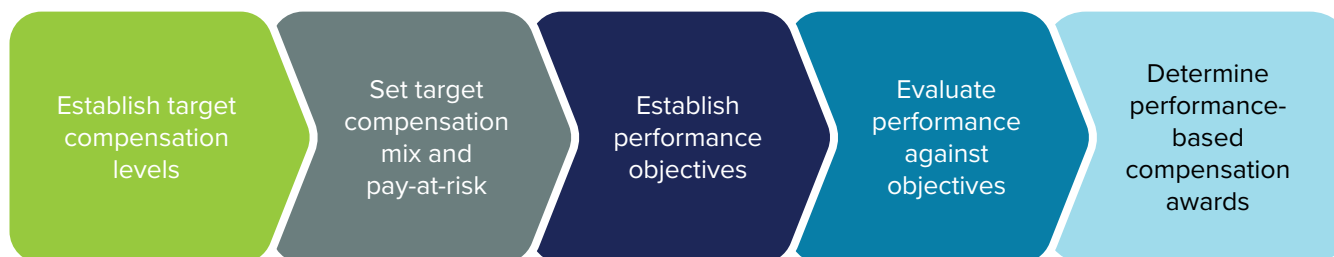 Establish target
compensation
levels
Set target
compensation
mix and
pay-at-risk
Establish
performance
objectives
Evaluate
performance
against
objectives
Determine
performance-
based
compensation
awards